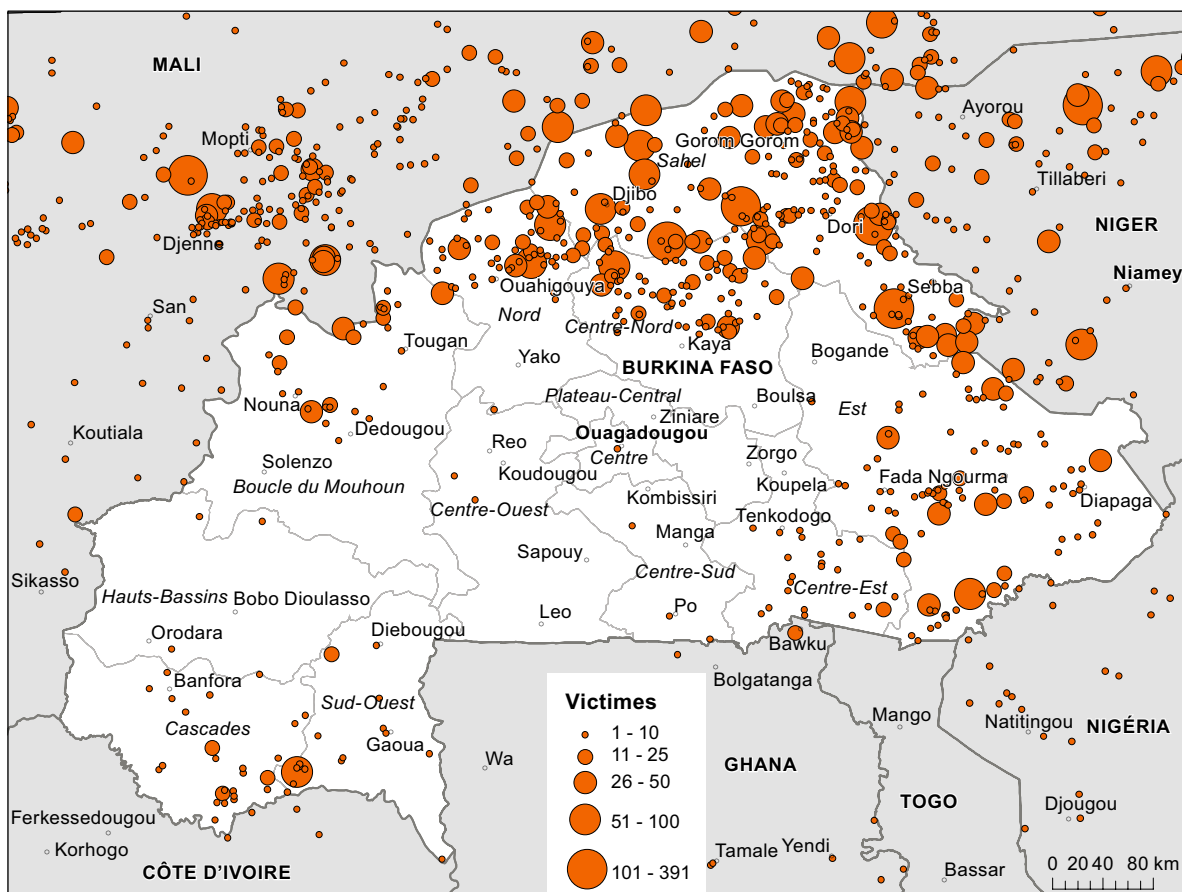 MALI
Mopti
Ayorou
Gorom Gorom
Sahel
Tillaberi
Djibo
NIGER
Djenne
Dori
Niamey
San
Ouahigouya
Sebba
Nord
Centre-Nord
Tougan
Kaya
Yako
BURKINA FASO
Bogande
Nouna
Plateau-Central
Boulsa
Est
Ziniare
Koutiala
Dedougou
Ouagadougou
Reo
Centre
Zorgo
Solenzo
Koudougou
Koupela
Fada Ngourma
Boucle du Mouhoun
Kombissiri
Diapaga
Centre-Ouest
Manga
Tenkodogo
Sapouy
Sikasso
Centre-Sud
Centre-Est
Hauts-Bassins
Bobo Dioulasso
Leo
Po
Orodara
Diebougou
Bawku
Bolgatanga
Banfora
Sud-Ouest
Victimes
1 - 10
11 - 25
26 - 50
51 - 100
101 - 391
Cascades
Gaoua
Mango
Natitingou
NIGÉRIA
Wa
GHANA
TOGO
Djougou
Ferkessedougou
Korhogo
CÔTE D'IVOIRE
Tamale
Yendi
Bassar
0 20 40 80 km